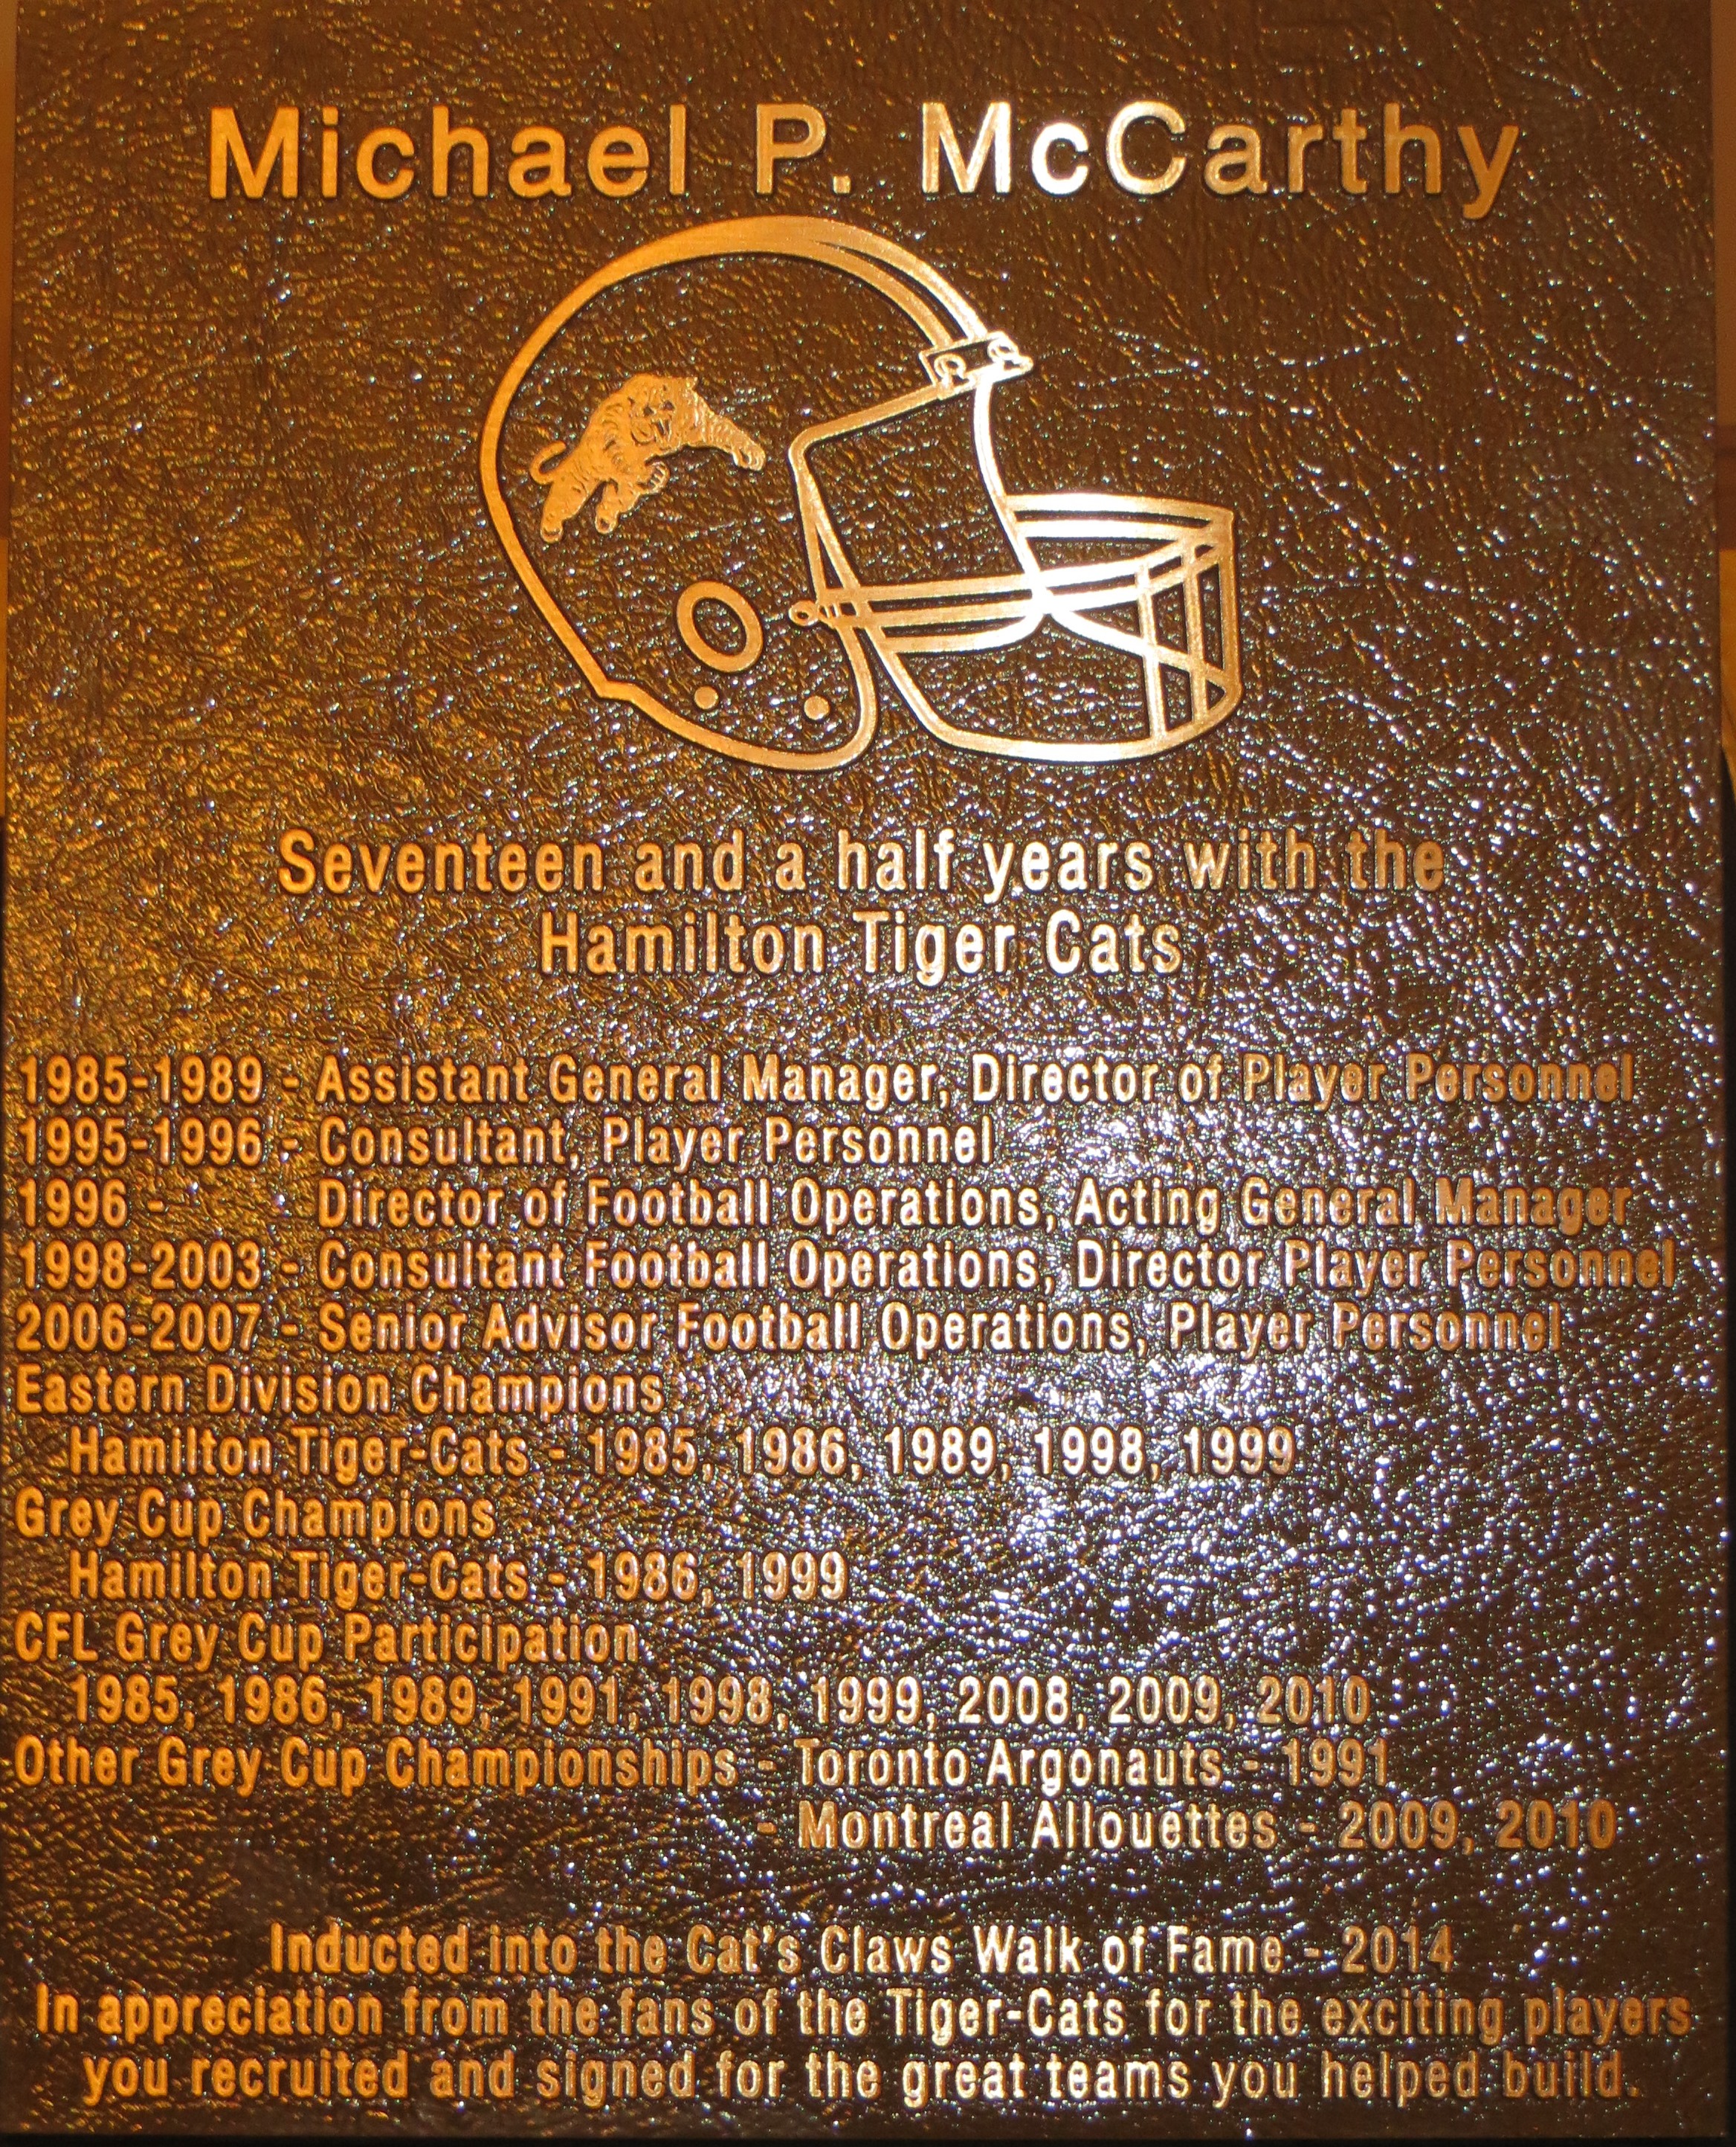 Michael P. McCarthy
Seventeen and a half years with the
Hamilton Tiger Cats
1985-1989 - Assistant General Manager, Director of Player Personnel
1995-1996 - Consultant, Player Personnel
1996 - Director of Football Operations, Acting General Manager
1998-2003 - Consultant Football Operations, Director Player Personnel
2006-2007 - Senior Advisor Football Operations, Player Personnel
Eastern Division Champions
Hamilton Tiger-Cats - 1985, 1986, 1989, 1998, 1999
Grey Cup Champions
Hamilton Tiger-Cats - 1986, 1999
CFL Grey Cup Participation
1985, 1986, 1989, 1991, 1998, 1999, 2008, 2009, 2010
Other Grey Cup Championships - Toronto Argonauts - 1991
- Montreal Allouettes - 2009, 2010
Inducted into the Cat's Claws Walk of Fame - 2014
In appreciation from the fans of the Tiger-Cats for the exciting players
you recruited and signed for the great teams you helped build.